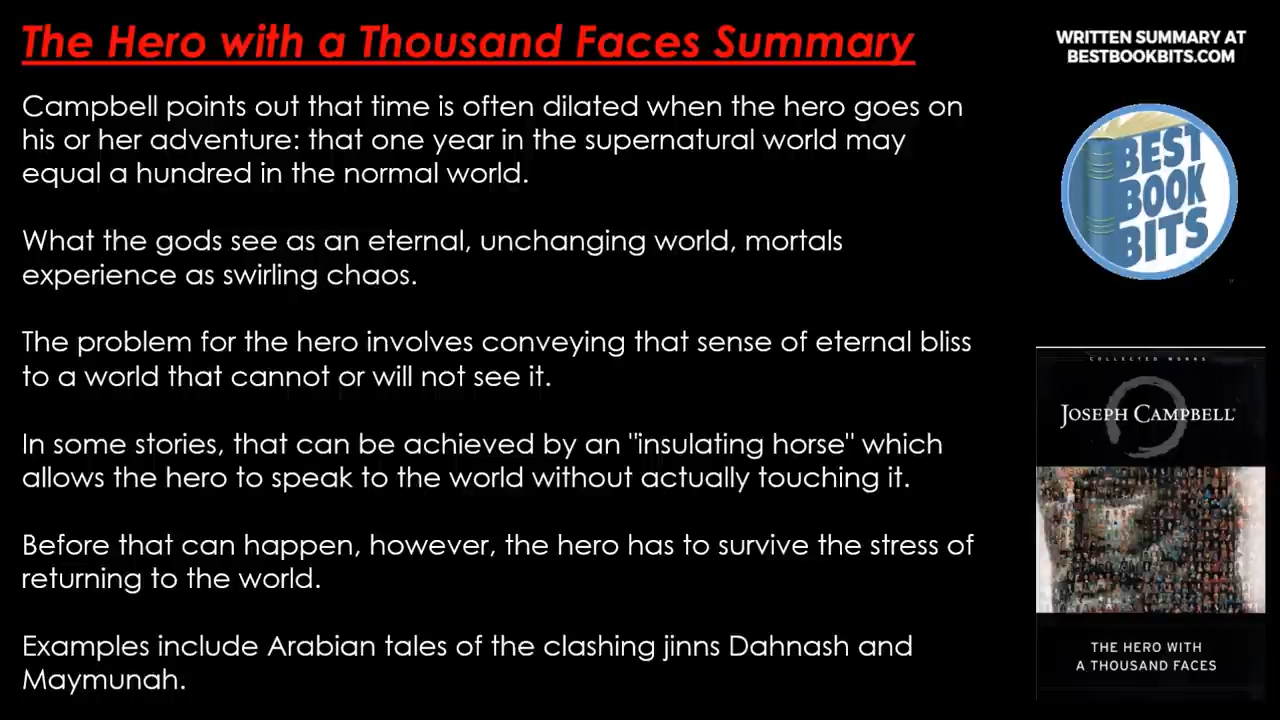 The Hero with a Thousand Faces Summary
Campbell points out that time is often dilated when the hero goes on
his or her adventure: that one year in the supernatural world may
equal a hundred in the normal world.
What the gods see as an eternal, unchanging world, mortals
experience as swirling chaos.
The problem for the hero involves conveying that sense of eternal bliss
to a world that cannot or will not see it.
In some stories, that can be achieved by an "insulating horse" which
allows the hero to speak to the world without actually touching it.
Before that can happen, however, the hero has to survive the stress of
returning to the world.
Examples include Arabian tales of the clashing jinns Dahnash and
Maymunah.
WRITTEN SUMMARY AT
BESTBOOKBITS.COM
BEST
BOOK
BITS
COLLECTED WORKS
JOSEPH CAMPBELL
THE HERO WITH
A THOUSAND FACES